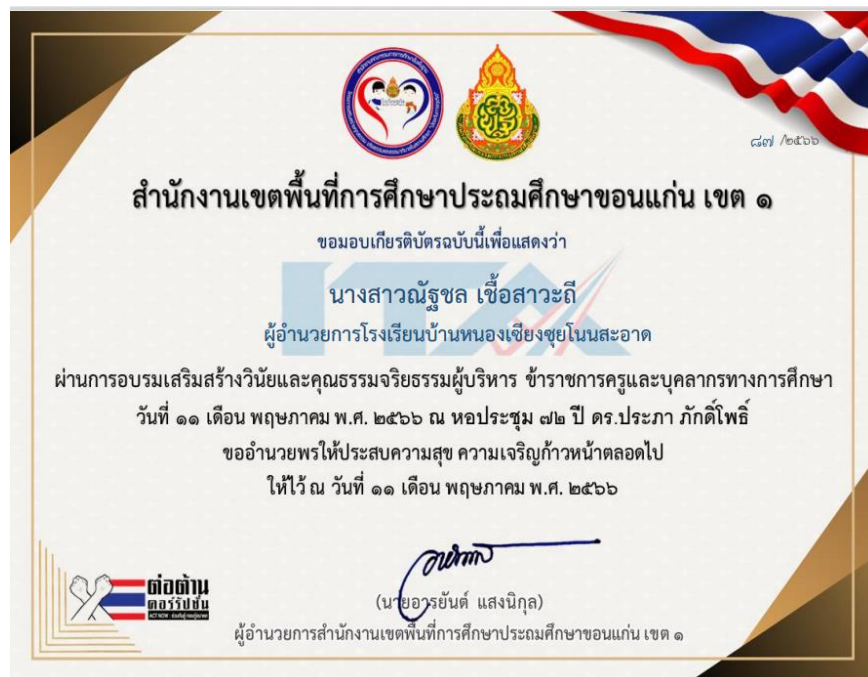 ๘๗ /๒๕๖๖
สำนักงานเขตพื้นที่การศึกษาประถมศึกษาขอนแก่น เขต ๑
ขอมอบเกียรติบัตรฉบับนี้เพื่อแสดงว่า
ITA
นางสาวณัฐชล เชื้อสาวะถี
ผู้อำนวยการโรงเรียนบ้านหนองเซียงซุยโนนสะอาด
ผ่านการอบรมเสริมสร้างวินัยและคุณธรรมจริยธรรมผู้บริหาร ข้าราชการครูและบุคลากรทางการศึกษา
วันที่ ๑๑ เดือน พฤษภาคม พ.ศ. ๒๕๖๖ ณ หอประชุม ๗๒ ปี ดร.ประภา ภักดิ์โพธิ์
ขออำนวยพรให้ประสบความสุข ความเจริญก้าวหน้าตลอดไป
ให้ไว้ ณ วันที่ ๑๑ เดือน พฤษภาคม พ.ศ. ๒๕๖๖
ต่อต้าน
คอร์รัปชั่น
(นายอารยันต์ แสงนิกุล)
ผู้อำนวยการสำนักงานเขตพื้นที่การศึกษาประถมศึกษาขอนแก่น เขต ๑